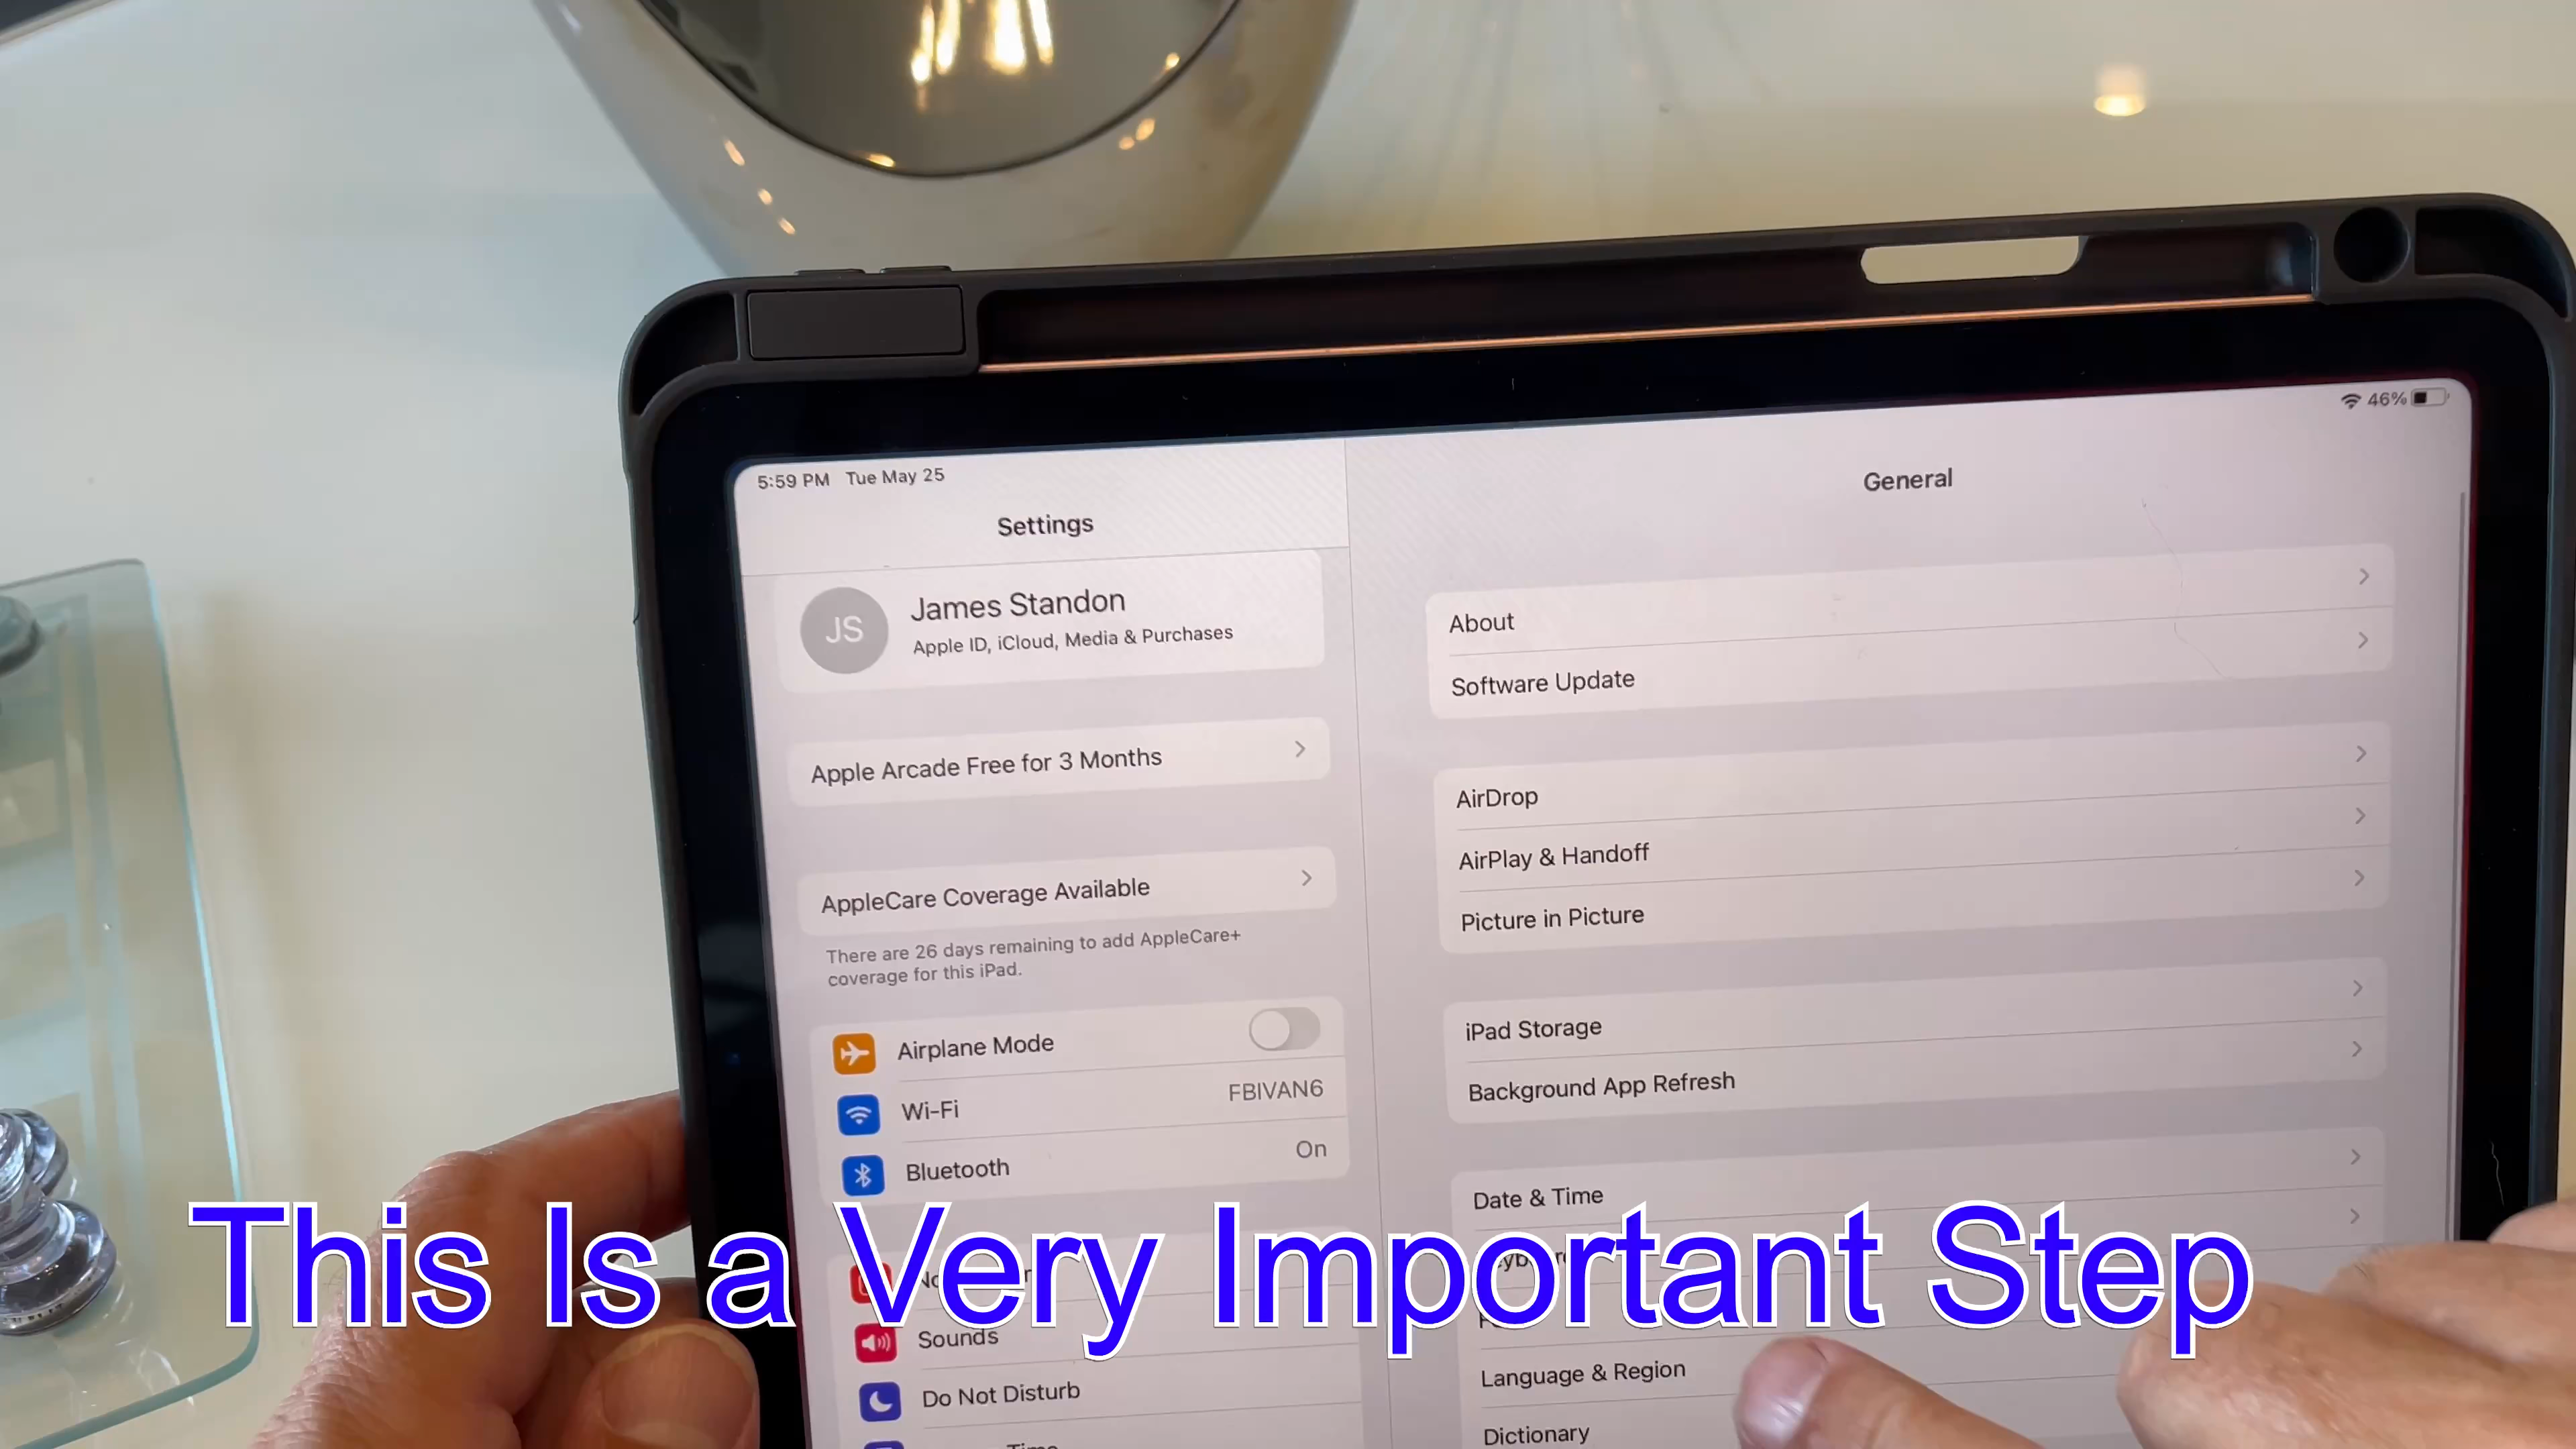 5:59 PM Tue May 25
46%
Settings
JS
James Standon
Apple ID, iCloud, Media & Purchases
Apple Arcade Free for 3 Months
AppleCare Coverage Available
There are 26 days remaining to add AppleCare+
coverage for this iPad.
Airplane Mode
Wi-Fi FBIVAN6
Bluetooth On
Sounds
Do Not Disturb
General
About
Software Update
AirDrop
AirPlay & Handoff
Picture in Picture
iPad Storage
Background App Refresh
Date & Time
Language & Region
Dictionary
This Is a Very Important Step